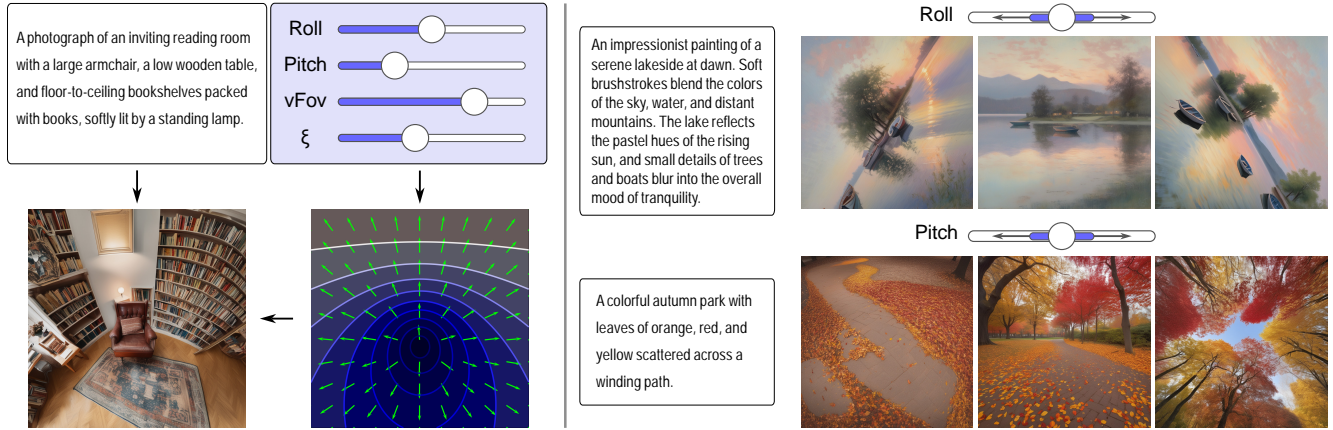 A photograph of an inviting reading room
with a large armchair, a low wooden table,
and floor-to-ceiling bookshelves packed
with books, softly lit by a standing lamp.
Roll
Pitch
vFov
ξ
An impressionist painting of a
serene lakeside at dawn. Soft
brushstrokes blend the colors
of the sky, water, and distant
mountains. The lake reflects
the pastel hues of the rising
sun, and small details of trees
and boats blur into the overall
mood of tranquility.
Roll
Pitch
A colorful autumn park with
leaves of orange, red, and
yellow scattered across a
winding path.